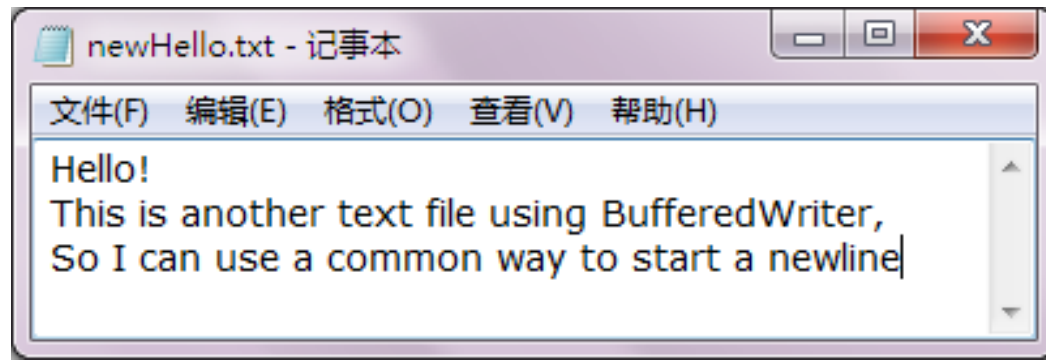 newHello.txt - 记事本
文件(F) 编辑(E) 格式(O) 查看(V) 帮助(H)
Hello!
This is another text file using BufferedWriter,
So I can use a common way to start a newline